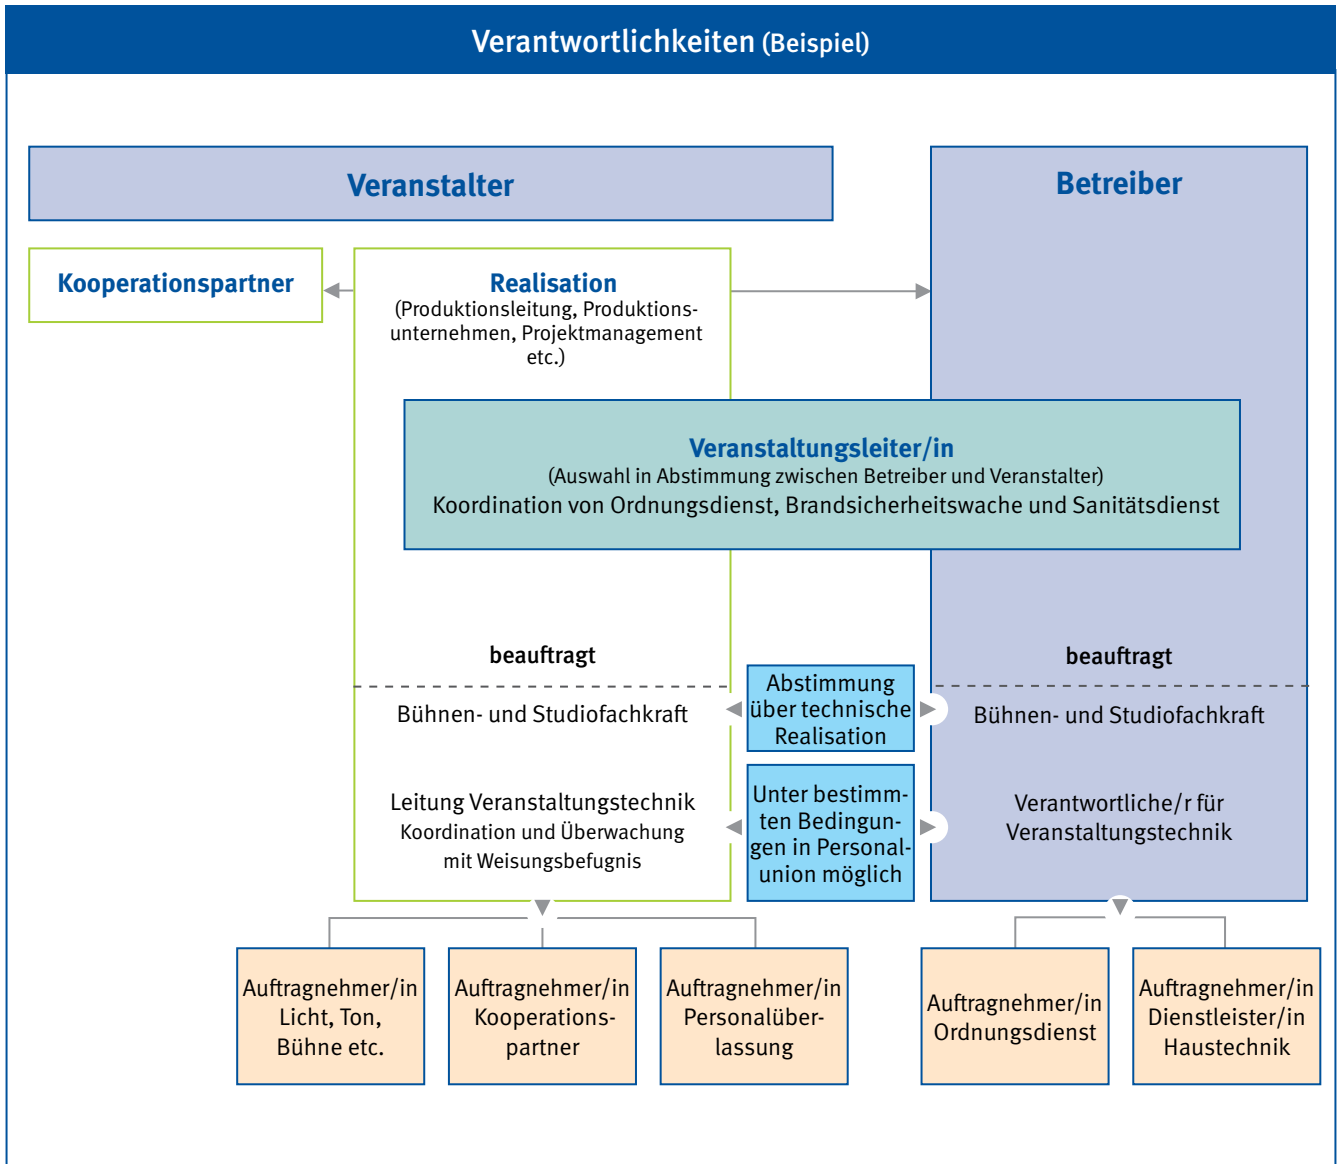 Verantwortlichkeiten (Beispiel)
Veranstalter
Betreiber
Kooperationspartner
Realisation
(Produktionsleitung, Produktions-
unternehmen, Projektmanagement
etc.)
Veranstaltungsleiter/in
(Auswahl in Abstimmung zwischen Betreiber und Veranstalter)
Koordination von Ordnungsdienst, Brandsicherheitswache und Sanitätsdienst
beauftragt
Bühnen- und Studiofachkraft
Leitung Veranstaltungstechnik
Koordination und Überwachung
mit Weisungsbefugnis
Abstimmung
über technische
Realisation
Unter bestimm-
ten Bedingun-
gen in Personal-
union möglich
beauftragt
Bühnen- und Studiofachkraft
Verantwortliche/r für
Veranstaltungstechnik
Auftragnehmer/in
Licht, Ton,
Bühne etc.
Auftragnehmer/in
Kooperations-
partner
Auftragnehmer/in
Personalüber-
lassung
Auftragnehmer/in
Ordnungsdienst
Auftragnehmer/in
Dienstleister/in
Haustechnik